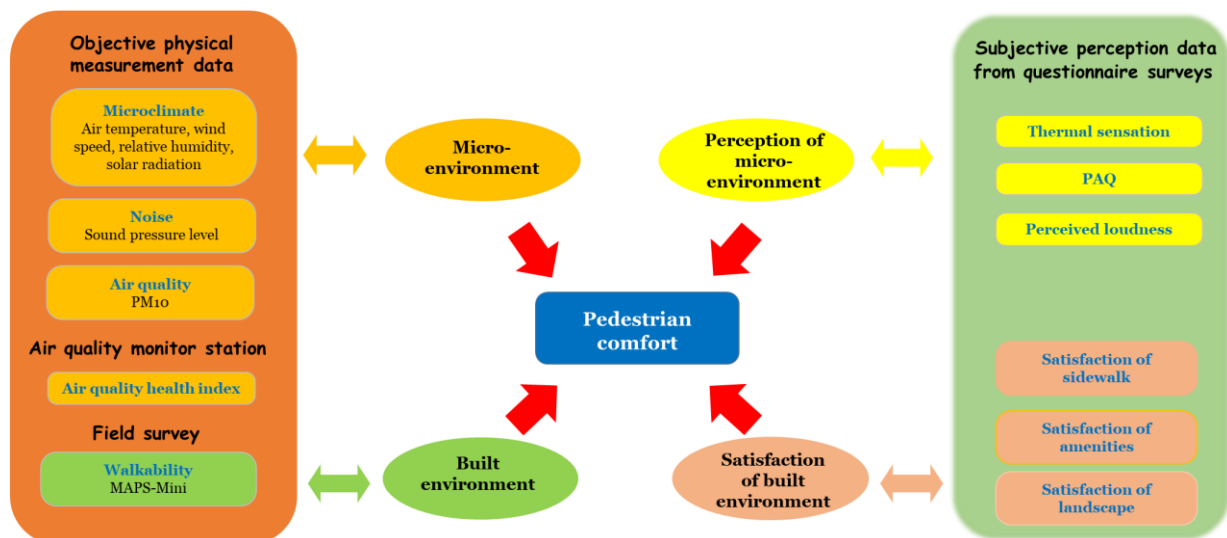 Objective physical
measurement data
Microclimate
Air temperature, wind
speed, relative humidity,
solar radiation
Noise
Sound pressure level
Air quality
PM10
Air quality monitor station
Air quality health index
Field survey
Walkability
MAPS-Mini
Micro-
environment
Perception of
micro-
environment
Pedestrian
comfort
Built
environment
Satisfaction
of built
environment
Subjective perception data
from questionnaire surveys
Thermal sensation
PAQ
Perceived loudness
Satisfaction of
sidewalk
Satisfaction of
amenities
Satisfaction of
landscape